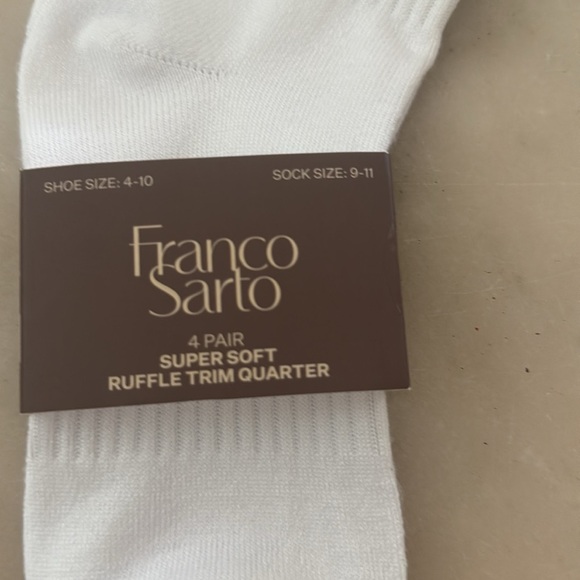 SHOE SIZE: 4-10 SOCK SIZE: 9-11
Franco
Sarto
4 PAIR
SUPER SOFT
RUFFLE TRIM QUARTER